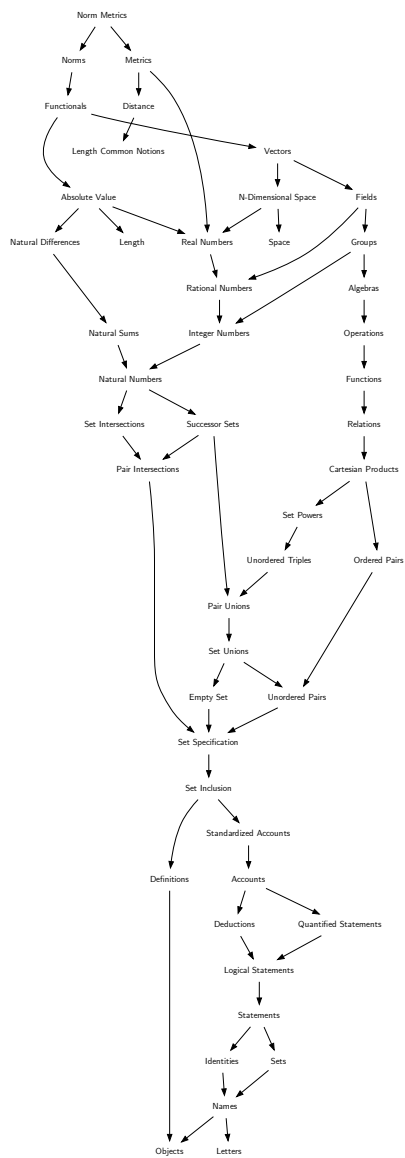 Norm Metrics
Norms
Metrics
Functionals
Distance
Length Common Notions
Vectors
Absolute Value
N-Dimensional Space
Fields
Natural Differences
Length
Real Numbers
Space
Groups
Rational Numbers
Algebras
Natural Sums
Integer Numbers
Operations
Natural Numbers
Functions
Set Intersections
Successor Sets
Relations
Pair Intersections
Cartesian Products
Set Powers
Unordered Triples
Ordered Pairs
Pair Unions
Set Unions
Empty Set
Unordered Pairs
Set Specification
Set Inclusion
Standardized Accounts
Definitions
Accounts
Deductions
Quantified Statements
Logical Statements
Statements
Identities
Sets
Names
Objects
Letters